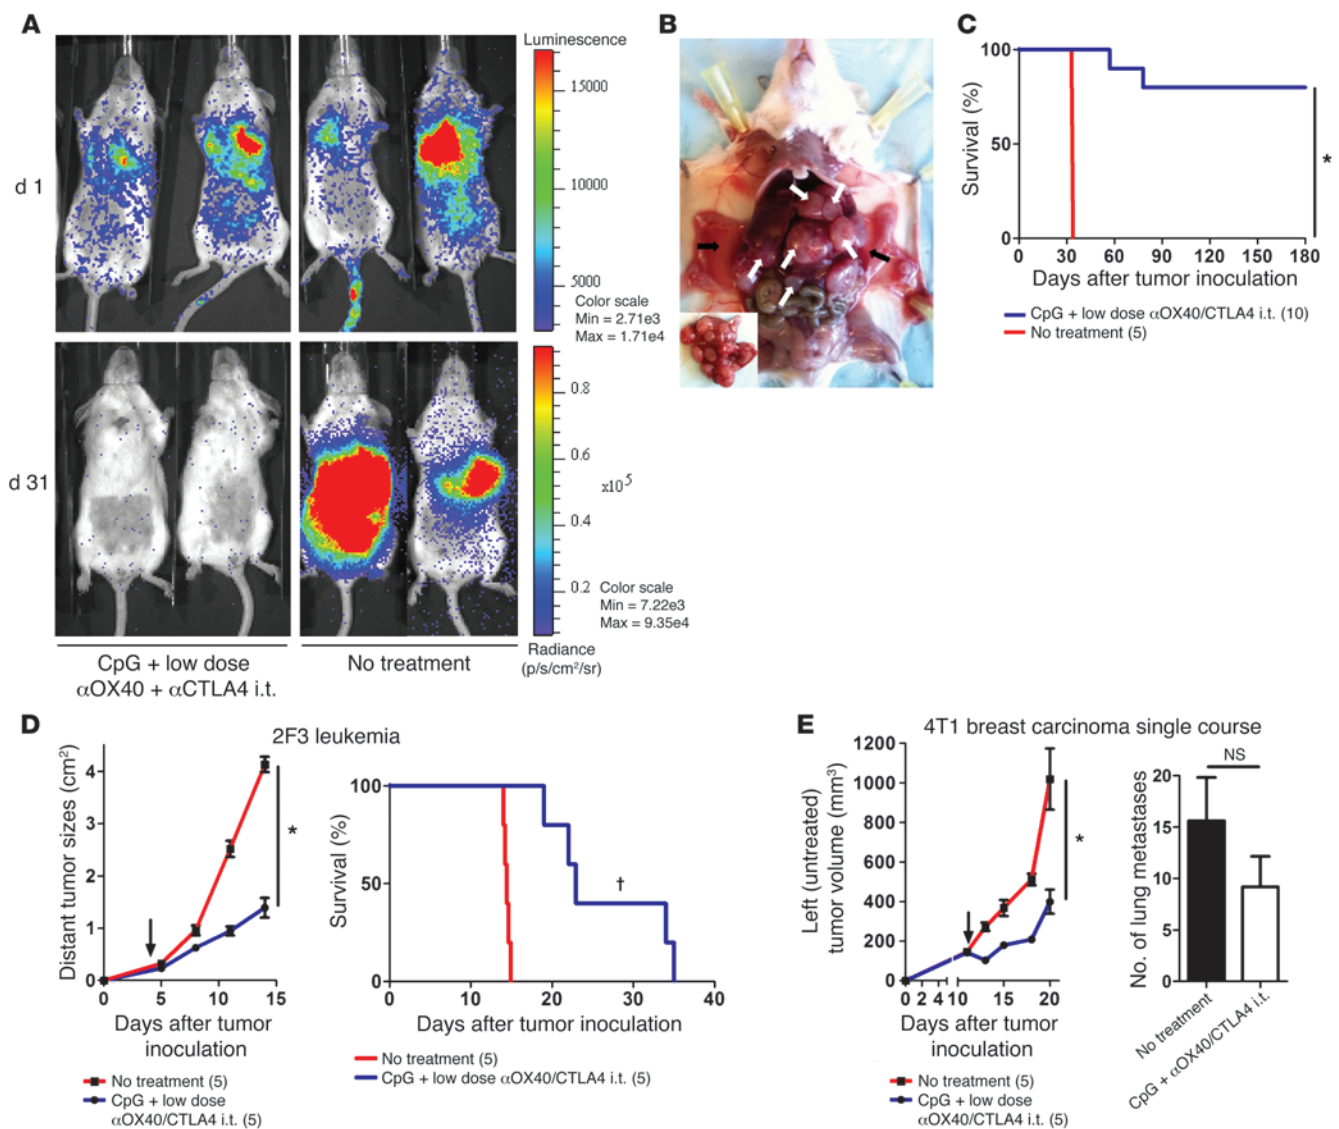 A
Luminescence
15000
10000
5000
Color scale
Min = 2.71e3
Max = 1.71e4
d 1
0.8
0.6
x10⁵
0.4
0.2
Color scale
Min = 7.22e3
Max = 9.35e4
d 31
Radiance
(p/s/cm²/sr)
CpG + low dose
αOX40 + αCTLA4 i.t.
No treatment
B
C
Survival (%)
100
50
0
0 30 60 90 120 150 180
*
Days after tumor inoculation
CpG + low dose αOX40/CTLA4 i.t. (10)
No treatment (5)
D
2F3 leukemia
Distant tumor sizes (cm²)
4
3
2
1
0
0 5 10 15
*
Days after tumor
inoculation
No treatment (5)
CpG + low dose
αOX40/CTLA4 i.t. (5)
Survival (%)
100
50
0
0 10 20 30 40
†
Days after tumor inoculation
No treatment (5)
CpG + low dose αOX40/CTLA4 i.t. (5)
E
4T1 breast carcinoma single course
Left (untreated)
tumor volume (mm³)
1200
1000
800
600
400
200
0
0 2 4 10 15 20
*
Days after tumor
inoculation
No treatment (5)
CpG + low dose
αOX40/CTLA4 i.t. (5)
No. of lung metastases
20
15
10
5
0
NS
No treatment
CpG + αOX40/CTLA4 i.t.